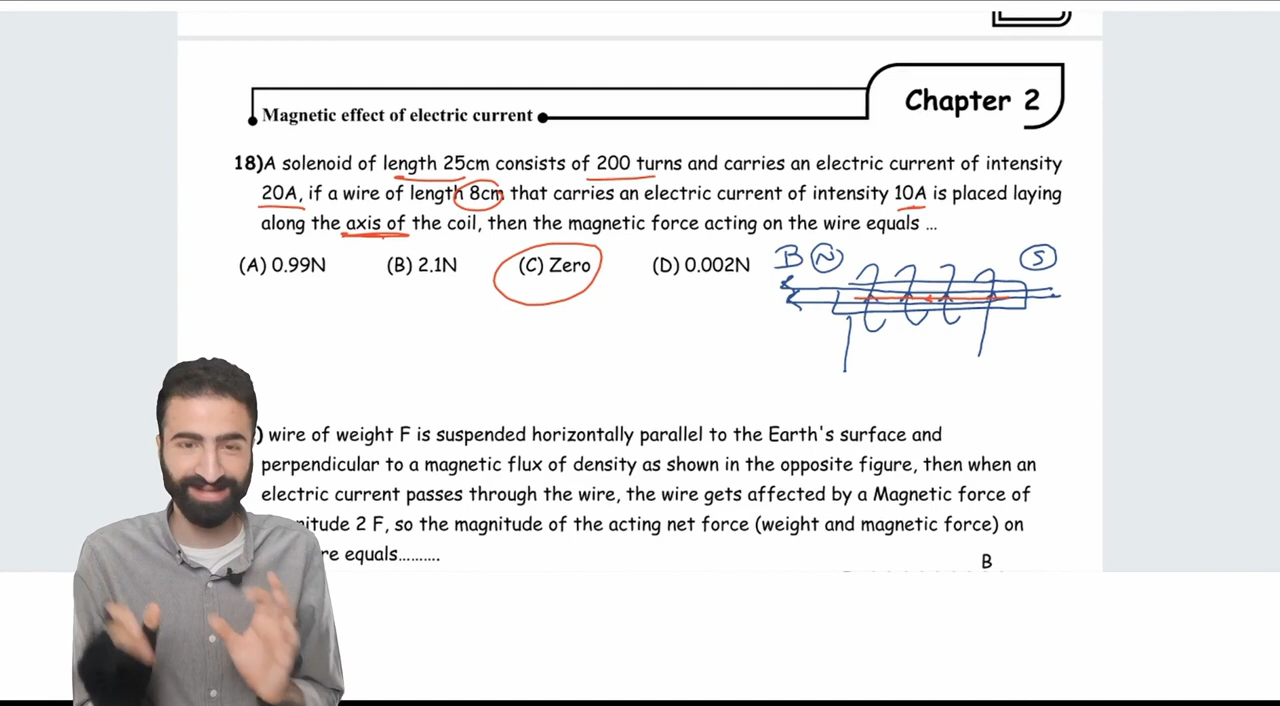 Chapter 2
Magnetic effect of electric current
18)A solenoid of length 25cm consists of 200 turns and carries an electric current of intensity
20A, if a wire of length 8cm that carries an electric current of intensity 10A is placed laying
along the axis of the coil, then the magnetic force acting on the wire equals ...
(A) 0.99N (B) 2.1N (C) Zero (D) 0.002N
B N S
) wire of weight F is suspended horizontally parallel to the Earth's surface and
perpendicular to a magnetic flux of density as shown in the opposite figure, then when an
electric current passes through the wire, the wire gets affected by a Magnetic force of
nitude 2 F, so the magnitude of the acting net force (weight and magnetic force) on
re equals..........
B